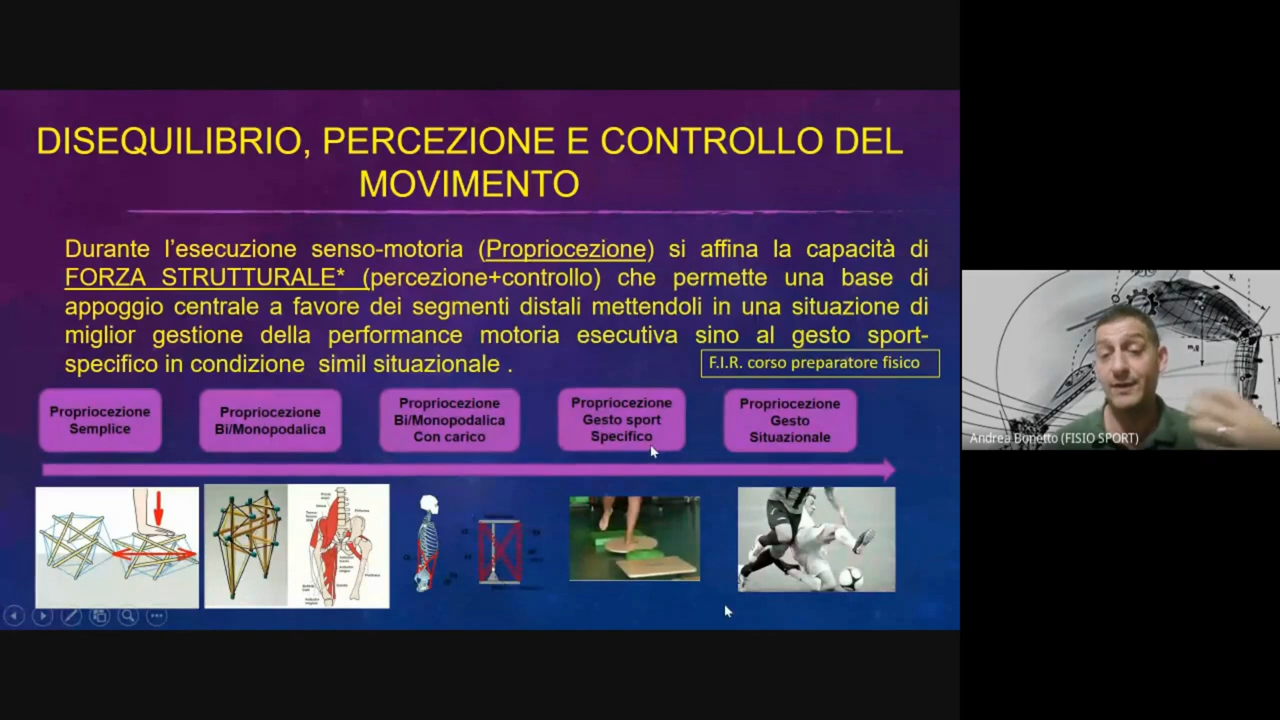 DISEQUILIBRIO, PERCEZIONE E CONTROLLO DEL
MOVIMENTO
Durante l'esecuzione senso-motoria (Propriocezione) si affina la capacità di
FORZA STRUTTURALE* (percezione+controllo) che permette una base di
appoggio centrale a favore dei segmenti distali mettendoli in una situazione di
miglior gestione della performance motoria esecutiva sino al gesto sport-
specifico in condizione simil situazionale .
F.I.R. corso preparatore fisico
Propriocezione
Semplice
Propriocezione
Bi/Monopodalica
Propriocezione
Bi/Monopodalica
Con carico
Propriocezione
Gesto sport
Specifico
Propriocezione
Gesto
Situazionale
Andrea Bonetto (FISIO SPORT)